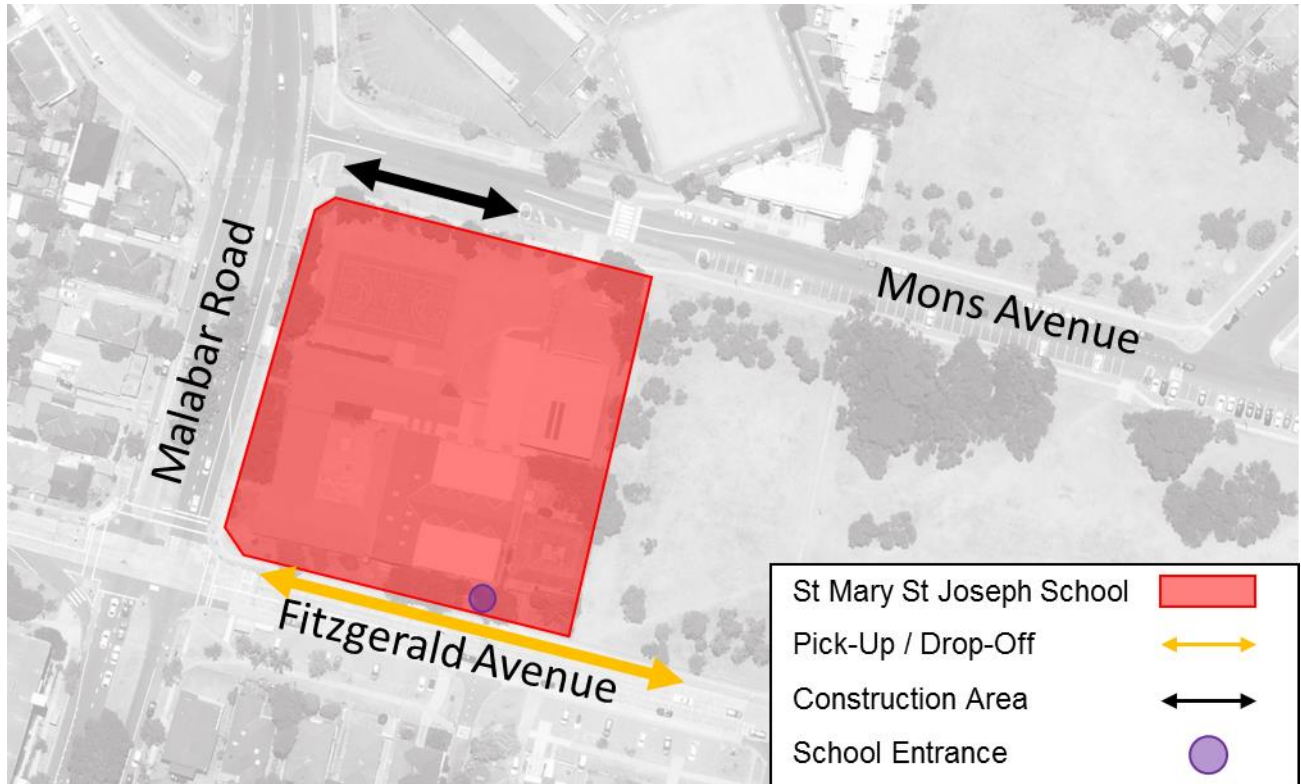 Malabar Road
Mons Avenue
Fitzgerald Avenue
St Mary St Joseph School
Pick-Up / Drop-Off
Construction Area
School Entrance